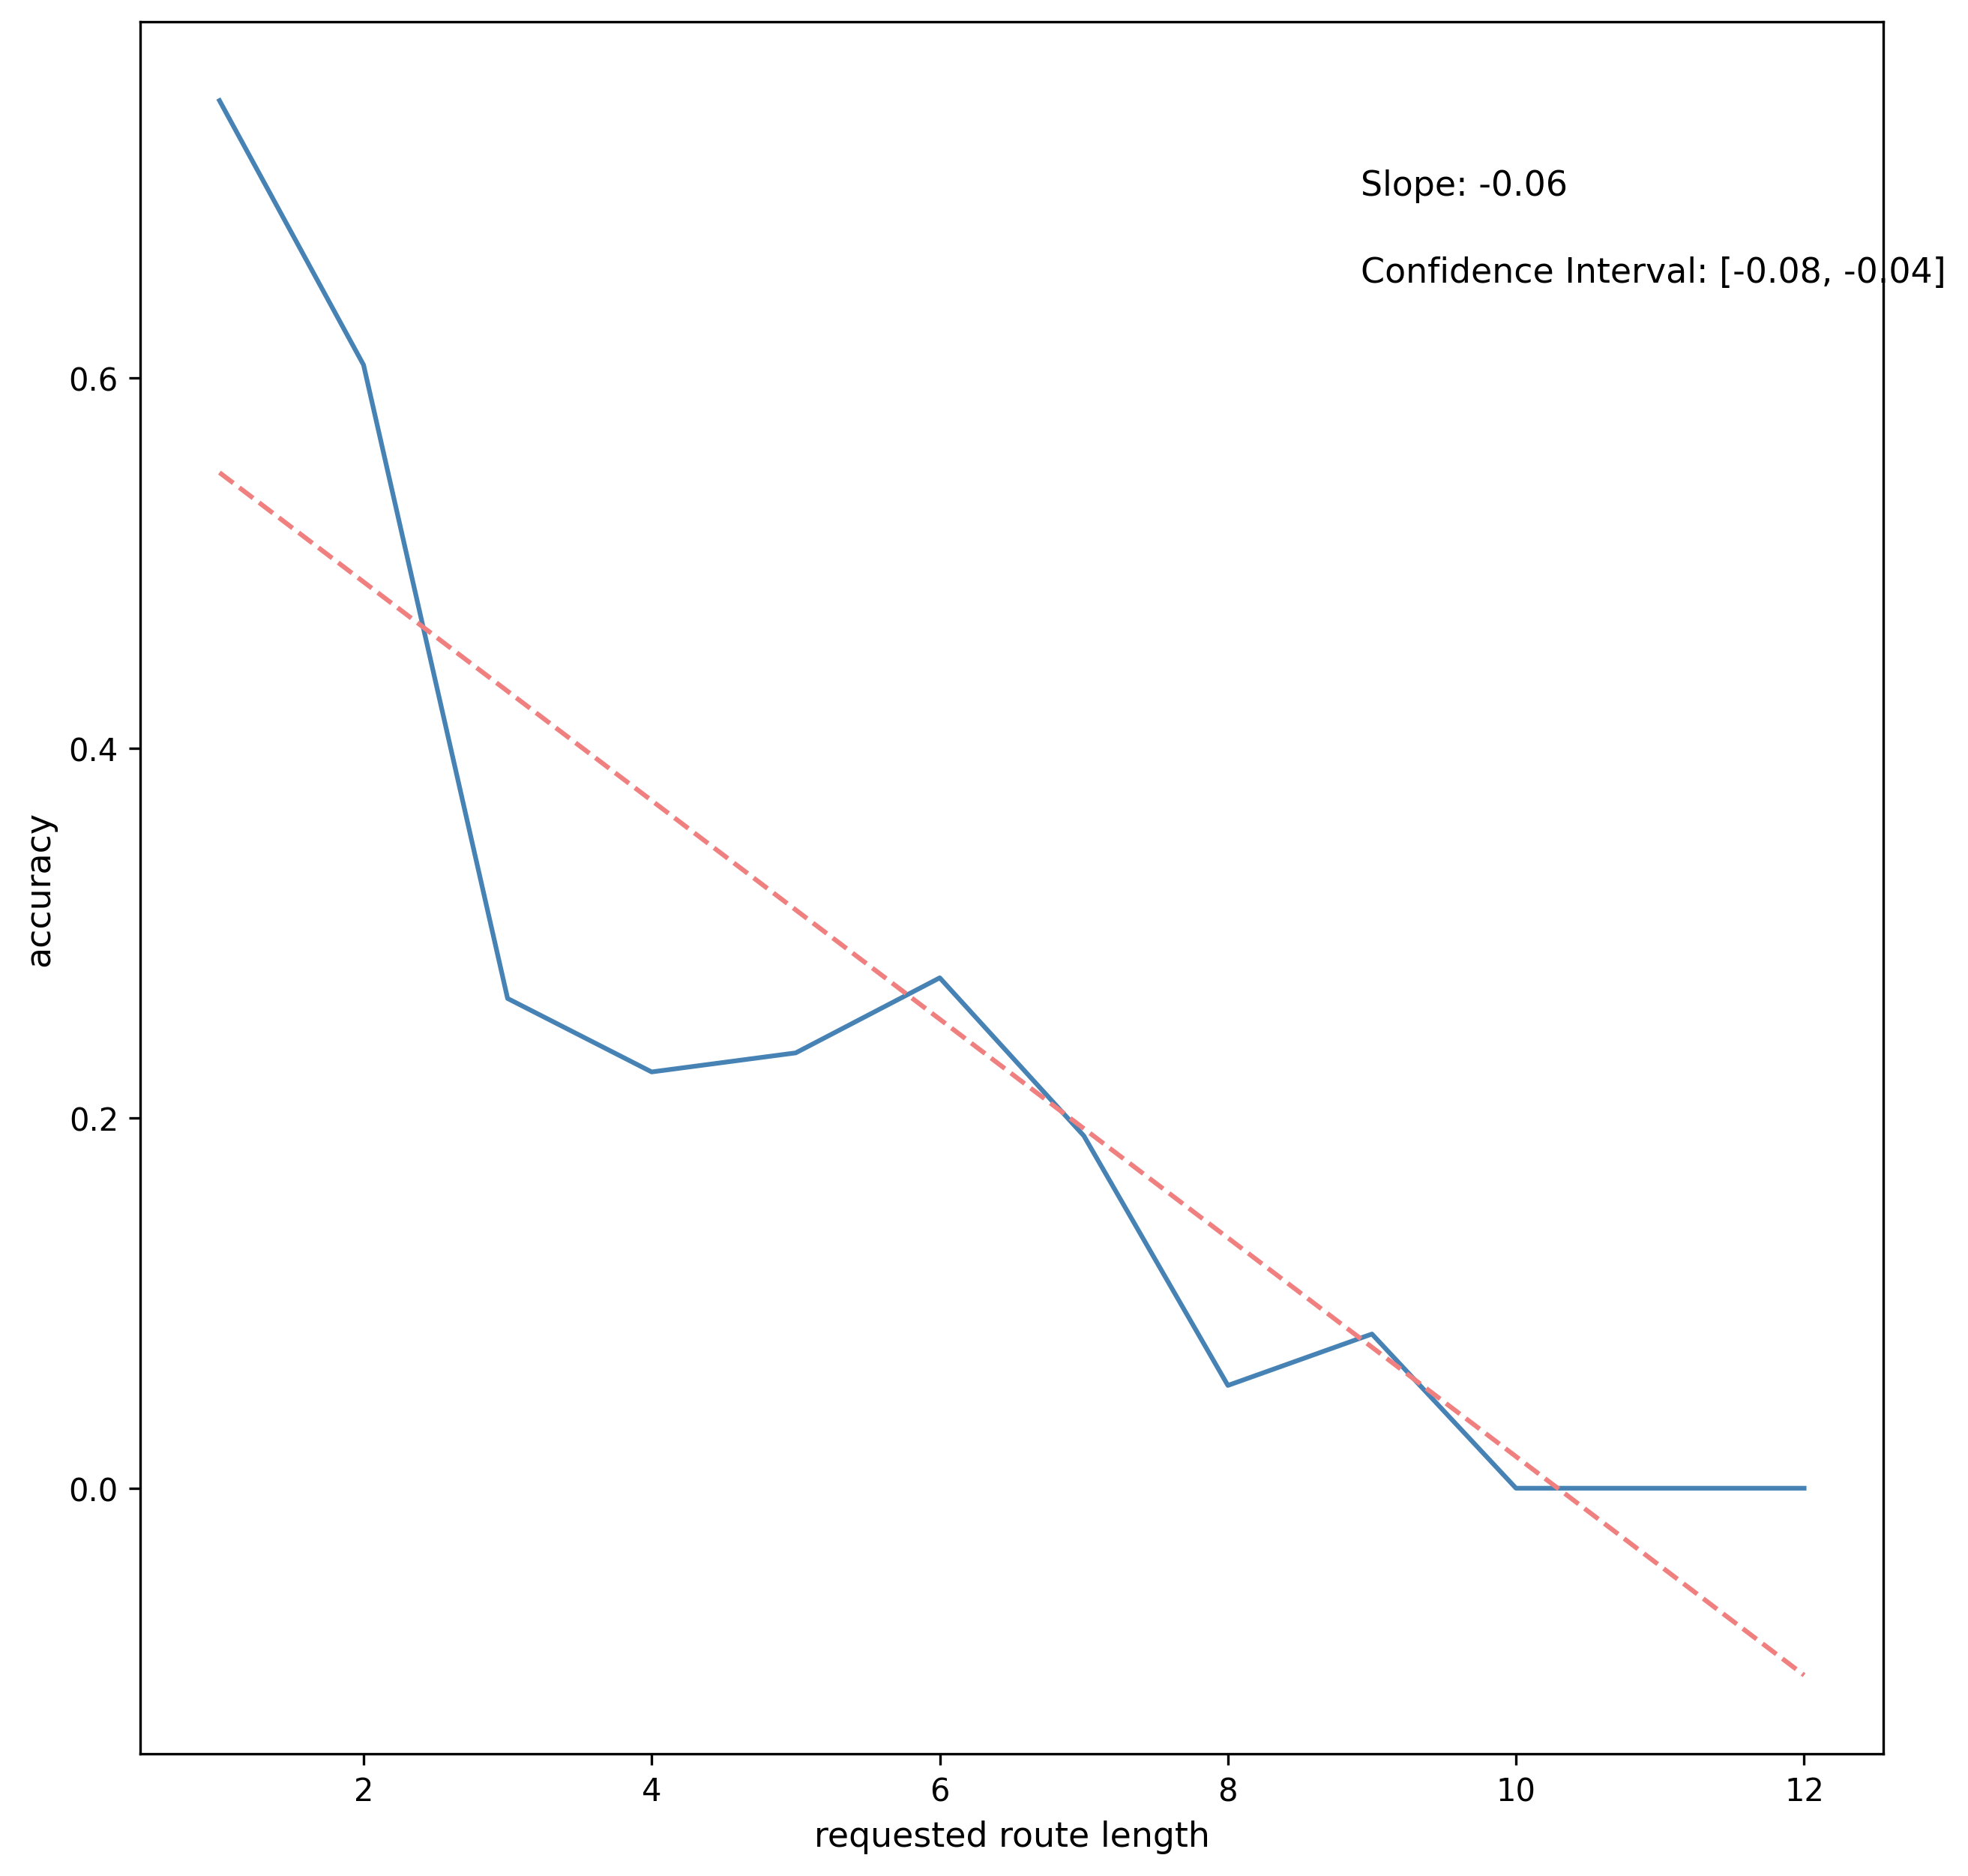 Slope: -0.06
Confidence Interval: [-0.08, -0.04]
0.6
0.4
0.2
0.0
accuracy
2 4 6 8 10 12
requested route length